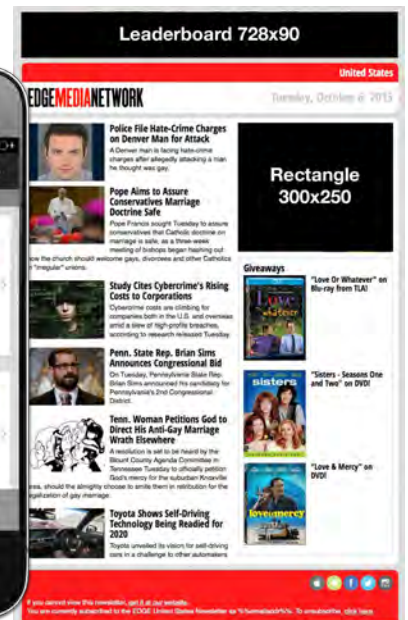 Leaderboard 728x90
United States
EDGEMEDIANETWORK
Tuesday, October 6, 2015
Police File Hate-Crime Charges
on Denver Man for Attack
A Denver man is facing hate-crime
charges after allegedly attacking a man
he thought was gay.
Pope Aims to Assure
Conservatives Marriage
Doctrine Safe
Pope Francis sought Tuesday to assure
conservatives that Catholic doctrine on
marriage is safe, as a three-week
meeting of bishops began hashing out
how the church should welcome gays, divorcees and other Catholics
in "irregular" unions.
Study Cites Cybercrime's Rising
Costs to Corporations
Cybercrime costs are climbing for
companies both in the U.S. and overseas
amid a slew of high-profile breaches,
according to research released Tuesday.
Penn. State Rep. Brian Sims
Announces Congressional Bid
On Tuesday, Pennsylvania State Rep.
Brian Sims announced his candidacy for
Pennsylvania's 2nd Congressional
District.
Tenn. Woman Petitions God to
Direct His Anti-Gay Marriage
Wrath Elsewhere
A resolution is set to be heard by the
Blount County Agenda Committee in
Tennessee Tuesday to officially petition
God's mercy for the suburban Knoxville
area, should the almighty choose to smite them in retribution for the
legalization of gay marriage.
Toyota Shows Self-Driving
Technology Being Readied for
2020
Toyota unveiled its vision for self-driving
cars in a challenge to other automakers
Rectangle
300x250
Giveaways
"Love Or Whatever" on
Blu-ray from TLA!
Love
or
whatever
"Sisters - Seasons One
and Two" on DVD!
sisters
"Love & Mercy" on
DVD!
love&mercy
If you cannot view this newsletter, get it at our website.
You are currently subscribed to the EDGE United States Newsletter as %%emailaddr%%. To unsubscribe, click here.